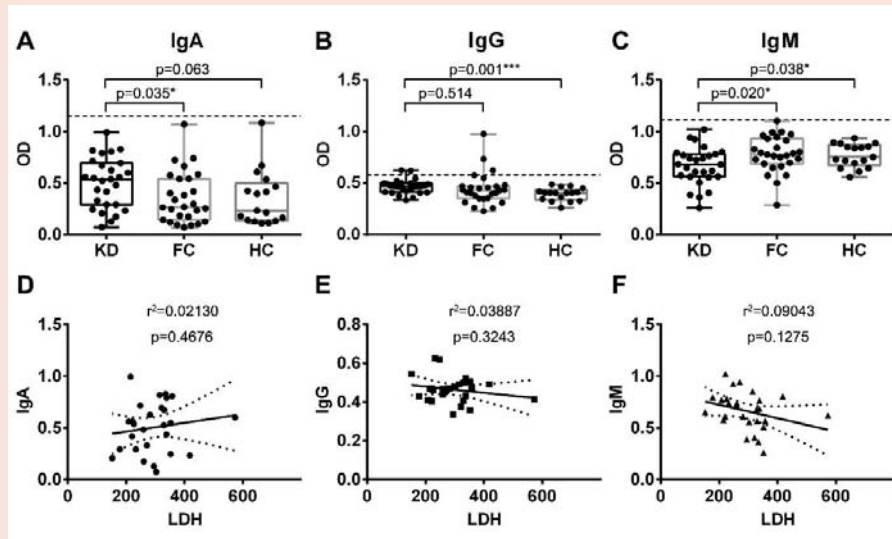 A
IgA
p=0.063
p=0.035*
1.5
1.0
0.5
0.0
OD
KD FC HC
B
IgG
p=0.001***
p=0.514
1.5
1.0
0.5
0.0
OD
KD FC HC
C
IgM
p=0.038*
p=0.020*
1.5
1.0
0.5
0.0
OD
KD FC HC
D
r²=0.02130
p=0.4676
1.5
1.0
0.5
0.0
IgA
0 200 400 600
LDH
E
r²=0.03887
p=0.3243
0.8
0.6
0.4
0.2
0.0
IgG
0 200 400 600
LDH
F
r²=0.09043
p=0.1275
1.5
1.0
0.5
0.0
IgM
0 200 400 600
LDH